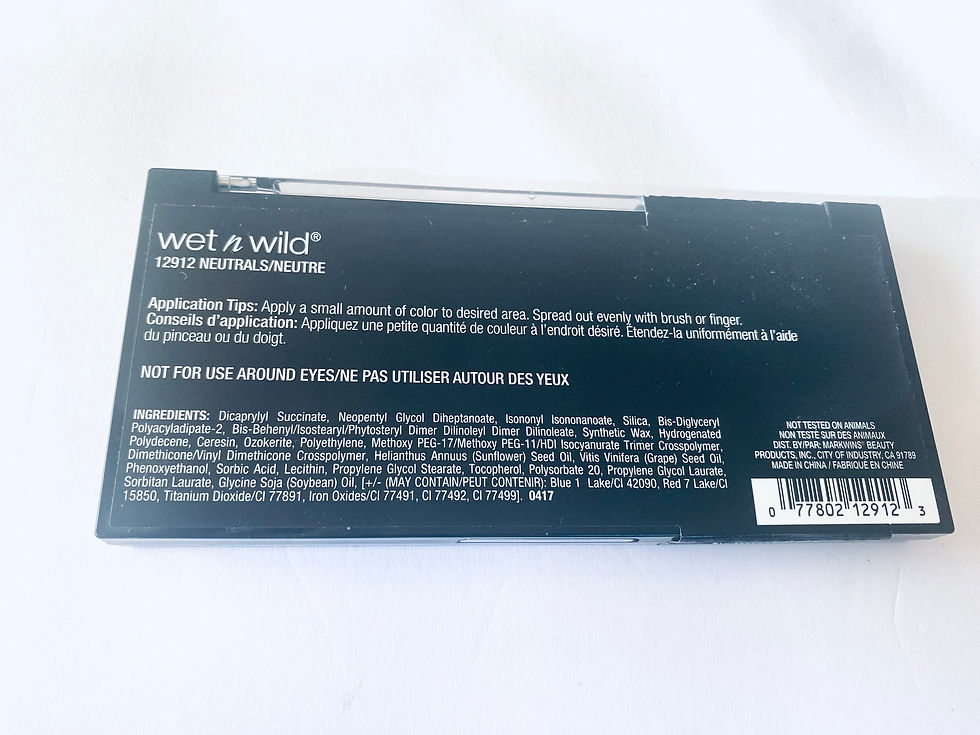 wet n wild®
12912 NEUTRALS/NEUTRE
Application Tips: Apply a small amount of color to desired area. Spread out evenly with brush or finger.
Conseils d'application: Appliquez une petite quantité de couleur à l'endroit désiré. Étendez-la uniformément à l'aide
du pinceau ou du doigt.
NOT FOR USE AROUND EYES/NE PAS UTILISER AUTOUR DES YEUX
INGREDIENTS: Dicaprylyl Succinate, Neopentyl Glycol Diheptanoate, Isononyl Isononanoate, Silica, Bis-Diglyceryl
Polyacyladipate-2, Bis-Behenyl/Isostearyl/Phytosteryl Dimer Dilinoleyl Dimer Dilinoleate, Synthetic Wax, Hydrogenated
Polydecene, Ceresin, Ozokerite, Polyethylene, Methoxy PEG-17/Methoxy PEG-11/HDI Isocyanurate Trimer Crosspolymer,
Dimethicone/Vinyl Dimethicone Crosspolymer, Helianthus Annuus (Sunflower) Seed Oil, Vitis Vinifera (Grape) Seed Oil,
Phenoxyethanol, Sorbic Acid, Lecithin, Propylene Glycol Stearate, Tocopherol, Polysorbate 20, Propylene Glycol Laurate,
Sorbitan Laurate, Glycine Soja (Soybean) Oil, [+/- (MAY CONTAIN/PEUT CONTENIR): Blue 1 Lake/CI 42090, Red 7 Lake/CI
15850, Titanium Dioxide/CI 77891, Iron Oxides/CI 77491, CI 77492, CI 77499]. 0417
NOT TESTED ON ANIMALS
NON TESTÉ SUR DES ANIMAUX
DIST. BY/PAR: MARKWINS® BEAUTY
PRODUCTS, INC., CITY OF INDUSTRY, CA 91789
MADE IN CHINA / FABRIQUÉ EN CHINE
0 77802 12912 3